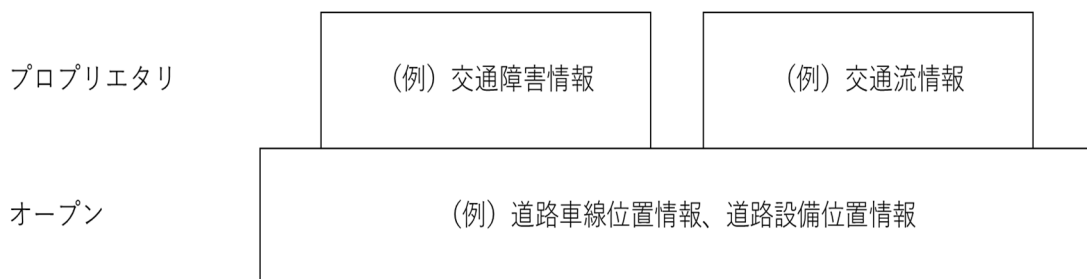 プロプリエタリ
（例）交通障害情報
（例）交通流情報
オープン
（例）道路車線位置情報、道路設備位置情報